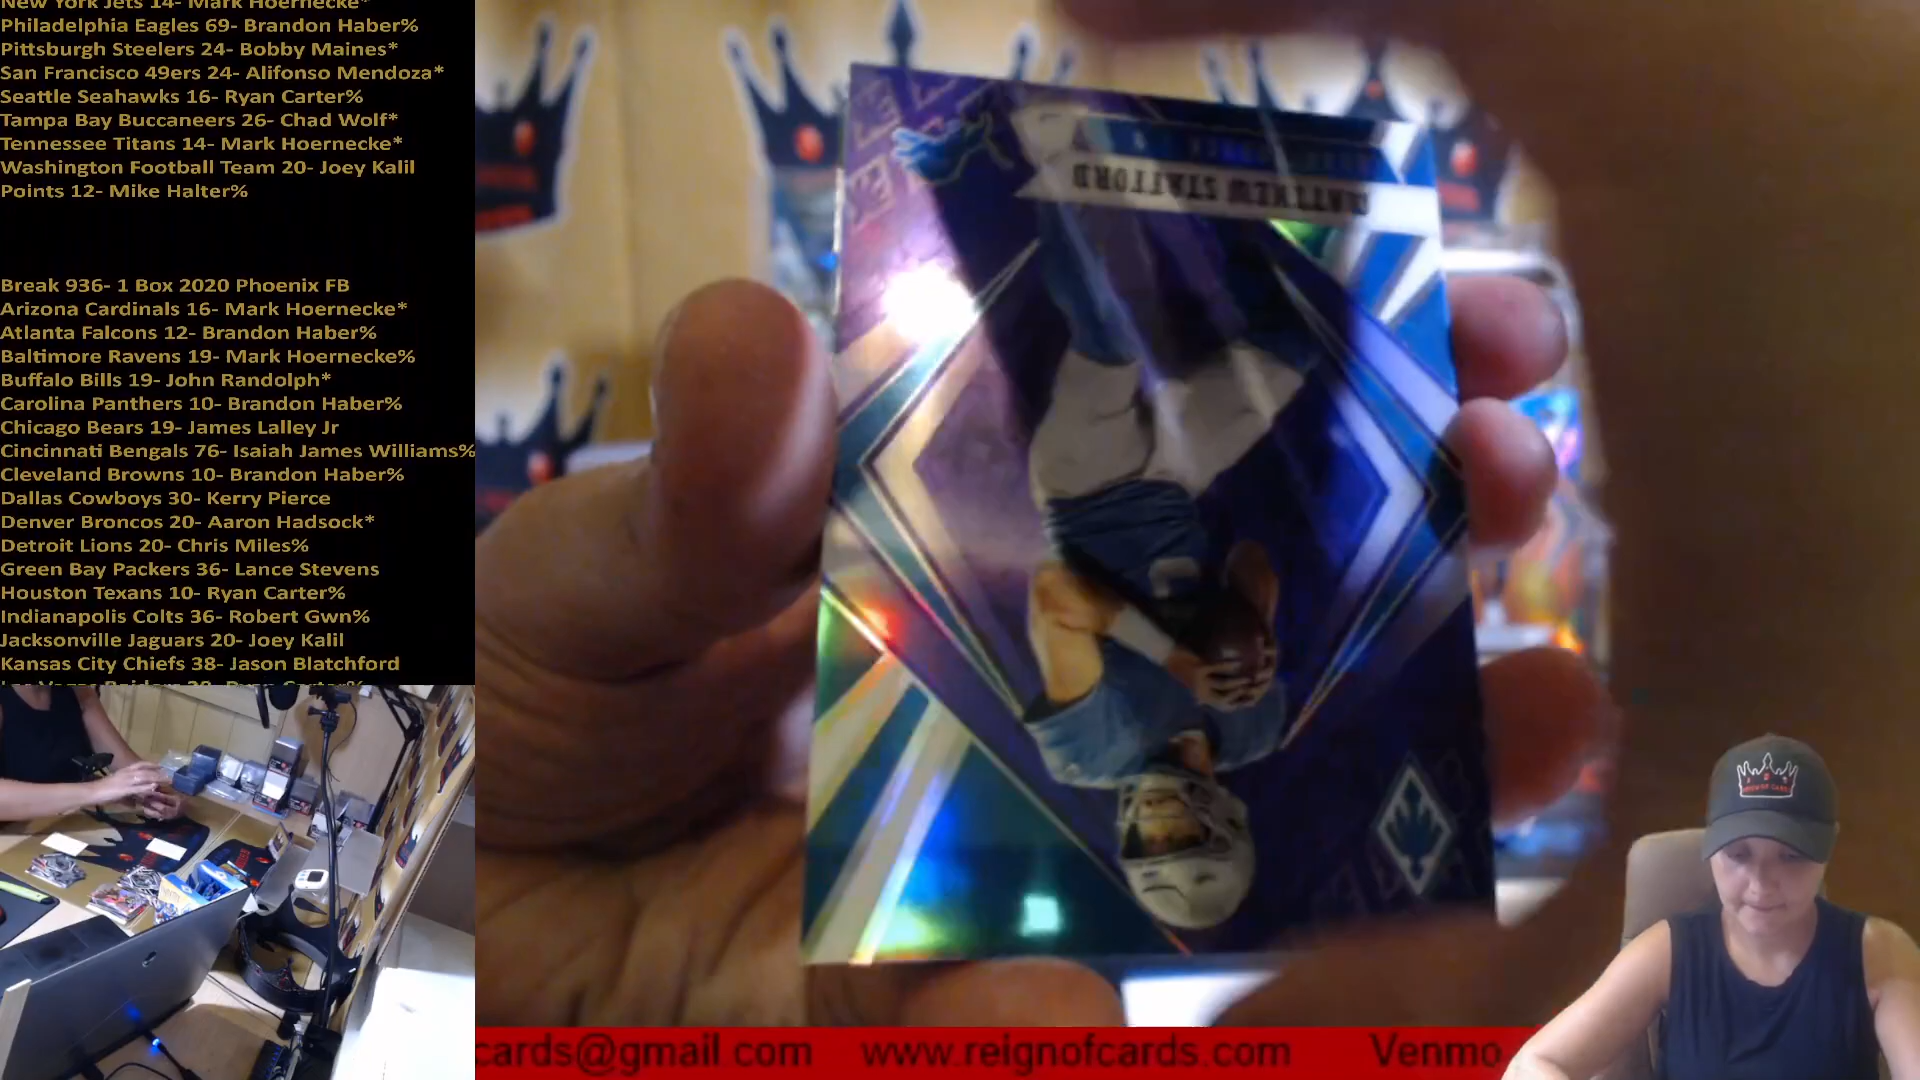 New York Jets 14- Mark Hoernecke*
Philadelphia Eagles 69- Brandon Haber%
Pittsburgh Steelers 24- Bobby Maines*
San Francisco 49ers 24- Alifonso Mendoza*
Seattle Seahawks 16- Ryan Carter%
Tampa Bay Buccaneers 26- Chad Wolf*
Tennessee Titans 14- Mark Hoernecke*
Washington Football Team 20- Joey Kalil
Points 12- Mike Halter%
Break 936- 1 Box 2020 Phoenix FB
Arizona Cardinals 16- Mark Hoernecke*
Atlanta Falcons 12- Brandon Haber%
Baltimore Ravens 19- Mark Hoernecke%
Buffalo Bills 19- John Randolph*
Carolina Panthers 10- Brandon Haber%
Chicago Bears 19- James Lalley Jr
Cincinnati Bengals 76- Isaiah James Williams%
Cleveland Browns 10- Brandon Haber%
Dallas Cowboys 30- Kerry Pierce
Denver Broncos 20- Aaron Hadsock*
Detroit Lions 20- Chris Miles%
Green Bay Packers 36- Lance Stevens
Houston Texans 10- Ryan Carter%
Indianapolis Colts 36- Robert Gwn%
Jacksonville Jaguars 20- Joey Kalil
Kansas City Chiefs 38- Jason Blatchford
MATTHEW STAFFORD
cards@gmail com www.reignofcards.com Venmo